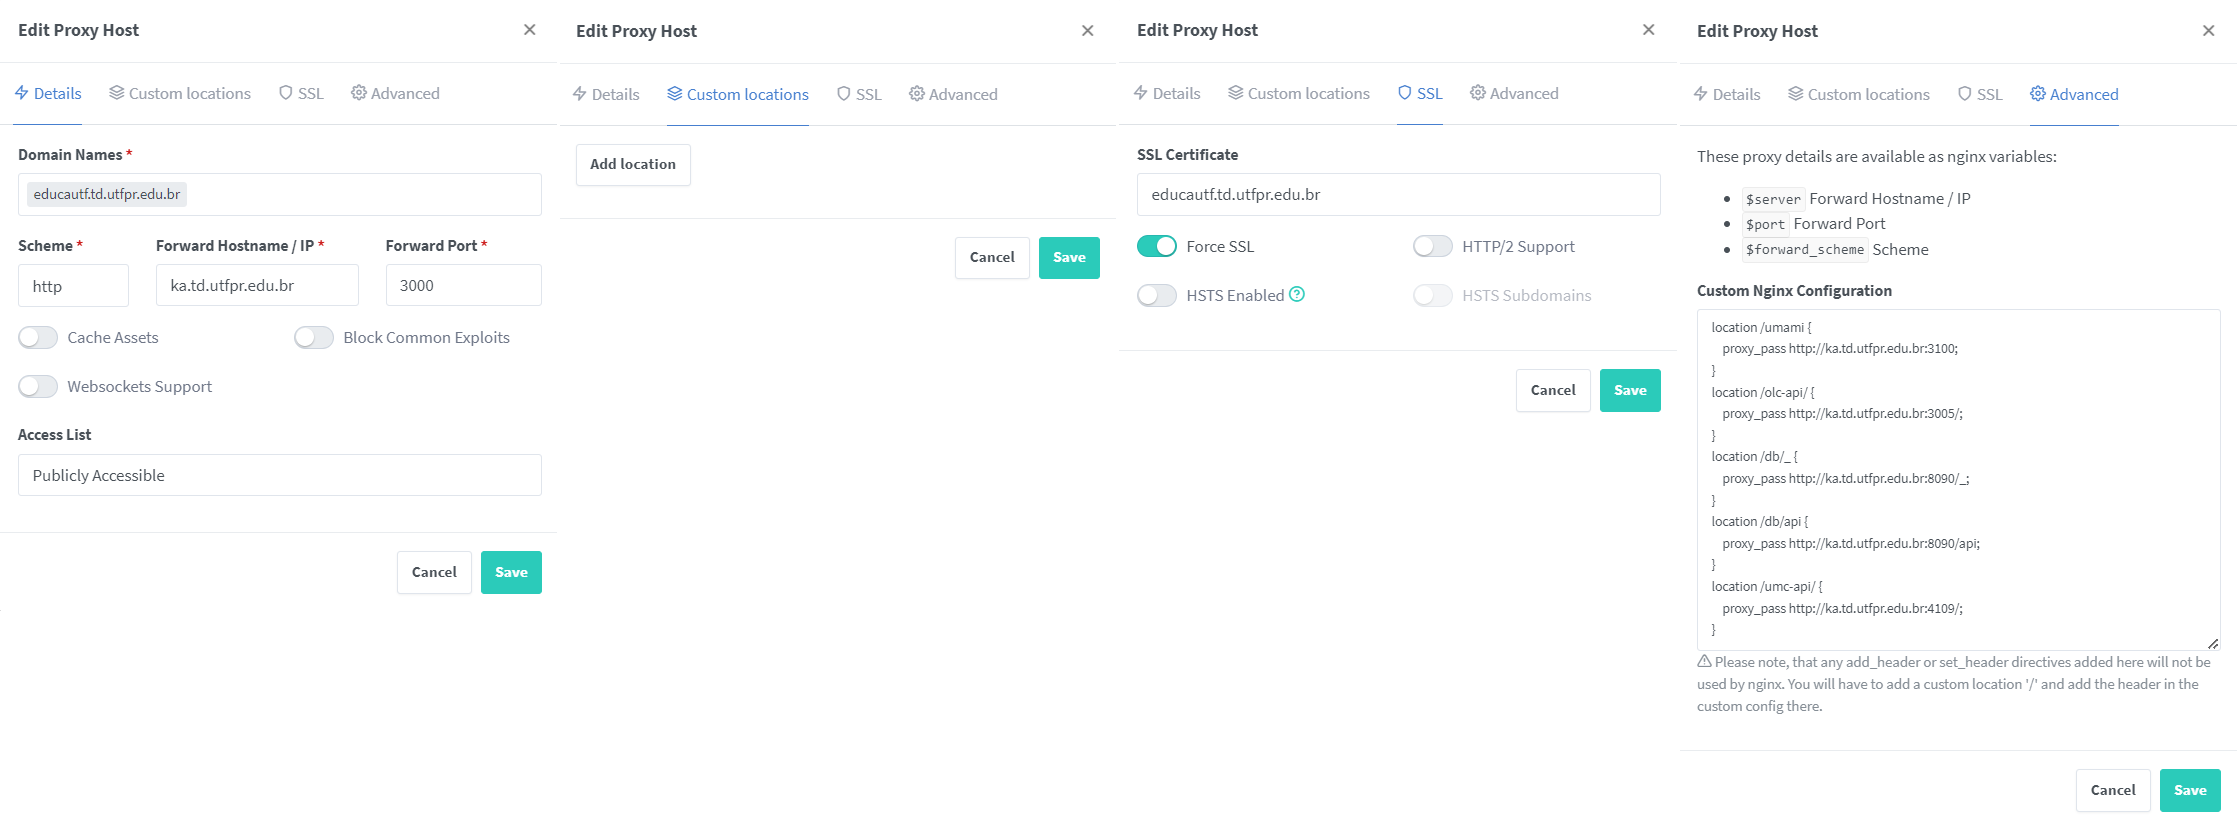 Edit Proxy Host
Details
Custom locations
SSL
Advanced
Domain Names *
educautf.td.utfpr.edu.br
Scheme *
Forward Hostname / IP *
Forward Port *
http
ka.td.utfpr.edu.br
3000
Cache Assets
Block Common Exploits
Websockets Support
Access List
Publicly Accessible
Cancel
Save
Edit Proxy Host
Details
Custom locations
SSL
Advanced
Add location
Cancel
Save
Edit Proxy Host
Details
Custom locations
SSL
Advanced
SSL Certificate
educautf.td.utfpr.edu.br
Force SSL
HTTP/2 Support
HSTS Enabled
HSTS Subdomains
Cancel
Save
Edit Proxy Host
Details
Custom locations
SSL
Advanced
These proxy details are available as nginx variables:
• $server Forward Hostname / IP
• $port Forward Port
• $forward_scheme Scheme
Custom Nginx Configuration
location /umami {
proxy_pass http://ka.td.utfpr.edu.br:3100;
}
location /olc-api/ {
proxy_pass http://ka.td.utfpr.edu.br:3005/;
}
location /db/_ {
proxy_pass http://ka.td.utfpr.edu.br:8090/_;
}
location /db/api {
proxy_pass http://ka.td.utfpr.edu.br:8090/api;
}
location /umc-api/ {
proxy_pass http://ka.td.utfpr.edu.br:4109/;
}
Please note, that any add_header or set_header directives added here will not be
used by nginx. You will have to add a custom location '/' and add the header in the
custom config there.
Cancel
Save